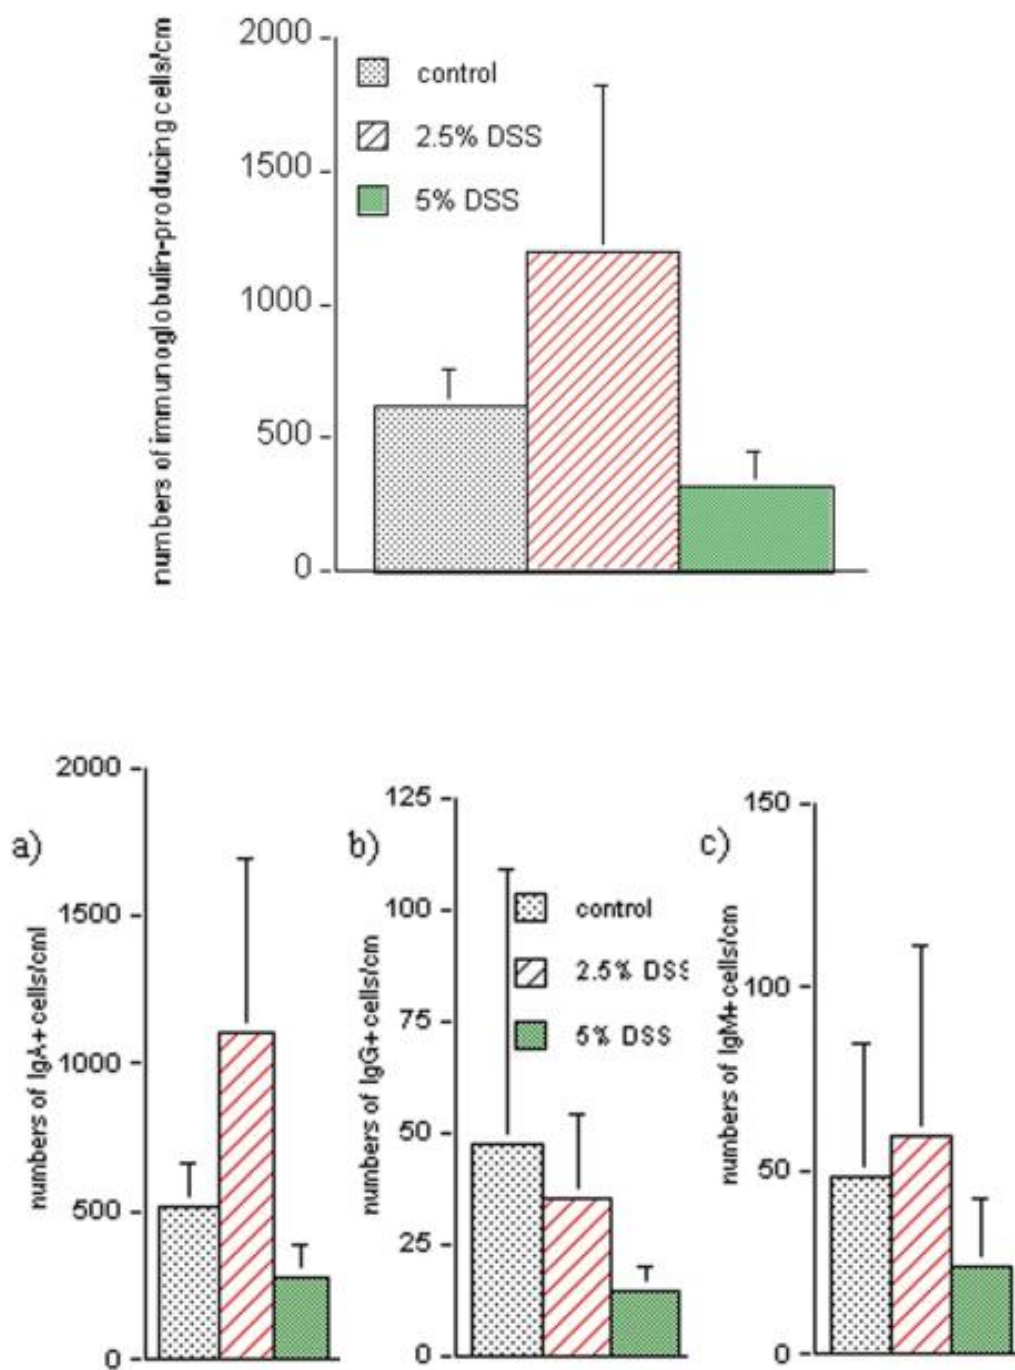 numbers of immunoglobulin-producing cells/cm
2000
1500
1000
500
0
control
2.5% DSS
5% DSS
a)
numbers of IgA+cells/cml
2000
1500
1000
500
0
b)
numbers of IgG+cells/cm
125
100
75
50
25
0
control
2.5% DSS
5% DSS
c)
numbers of IgM+cells/cm
150
100
50
0